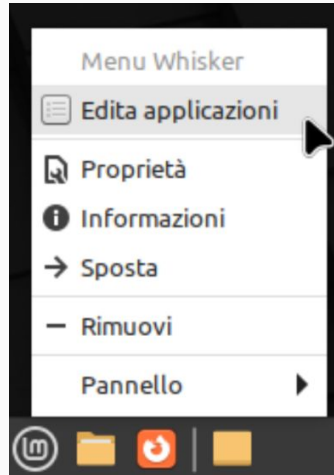 Menu Whisker
Edita applicazioni
Proprietà
Informazioni
Sposta
Rimuovi
Pannello